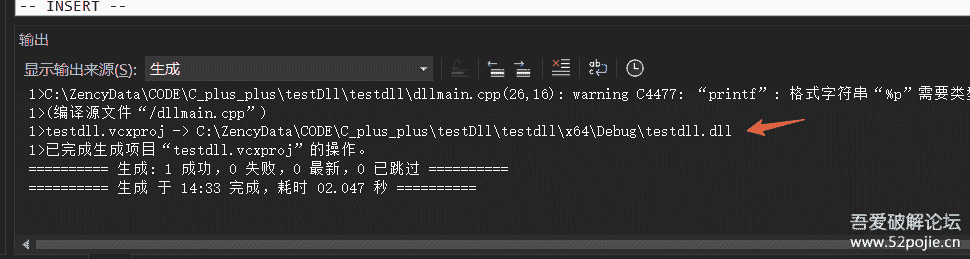 -- INSERT --
输出
显示输出来源(S): 生成
1>C:\ZencyData\CODE\C_plus_plus\testDll\testdll\dllmain.cpp(26,16): warning C4477: “printf”: 格式字符串“%p”需要类型
1>(编译源文件“/dllmain.cpp”)
1>testdll.vcxproj -> C:\ZencyData\CODE\C_plus_plus\testDll\testdll\x64\Debug\testdll.dll
1>已完成生成项目“testdll.vcxproj”的操作。
========== 生成: 1 成功，0 失败，0 最新，0 已跳过 ==========
========== 生成 于 14:33 完成，耗时 02.047 秒 ==========
吾爱破解论坛
www.52pojie.cn